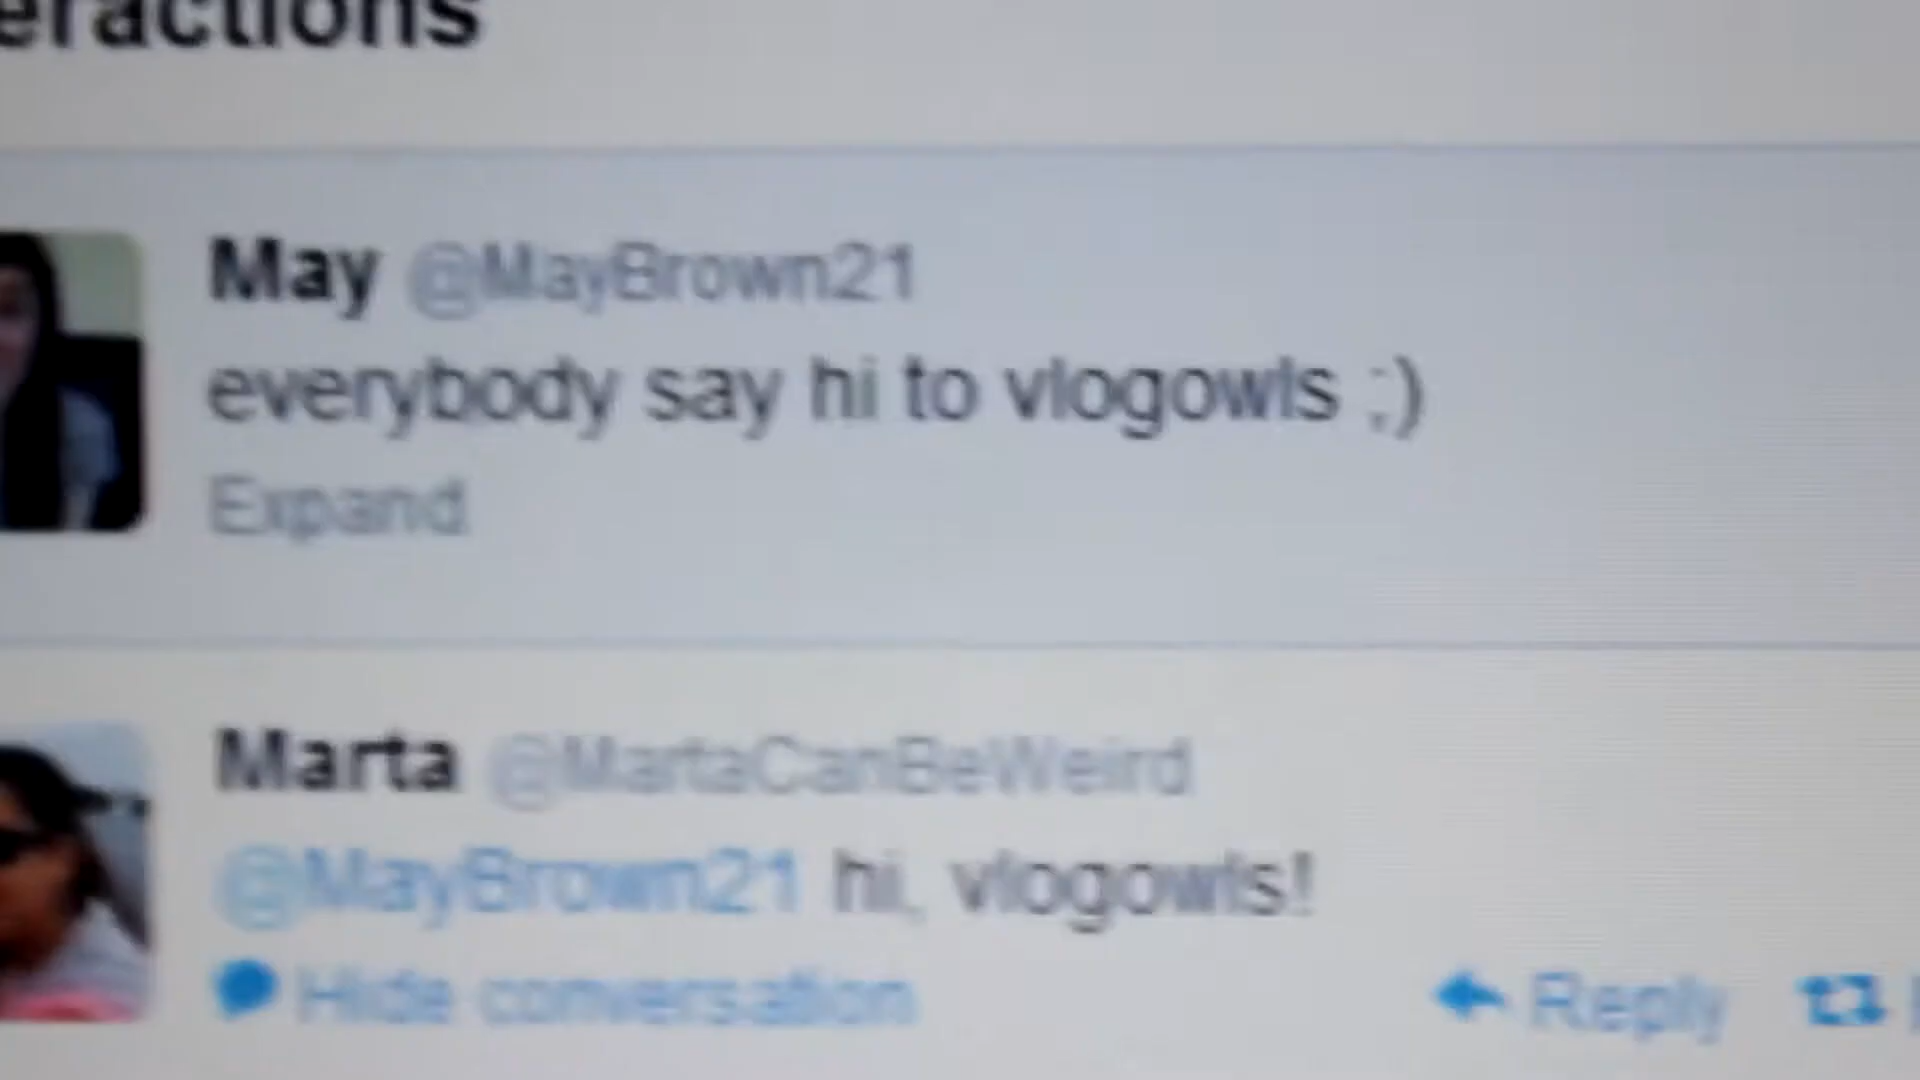 eractions
May @MayBrown21
everybody say hi to vlogowls ;)
Expand
Marta @MartaCanBeWeird
@MayBrown21 hi, vlogowls!
Hide conversation Reply